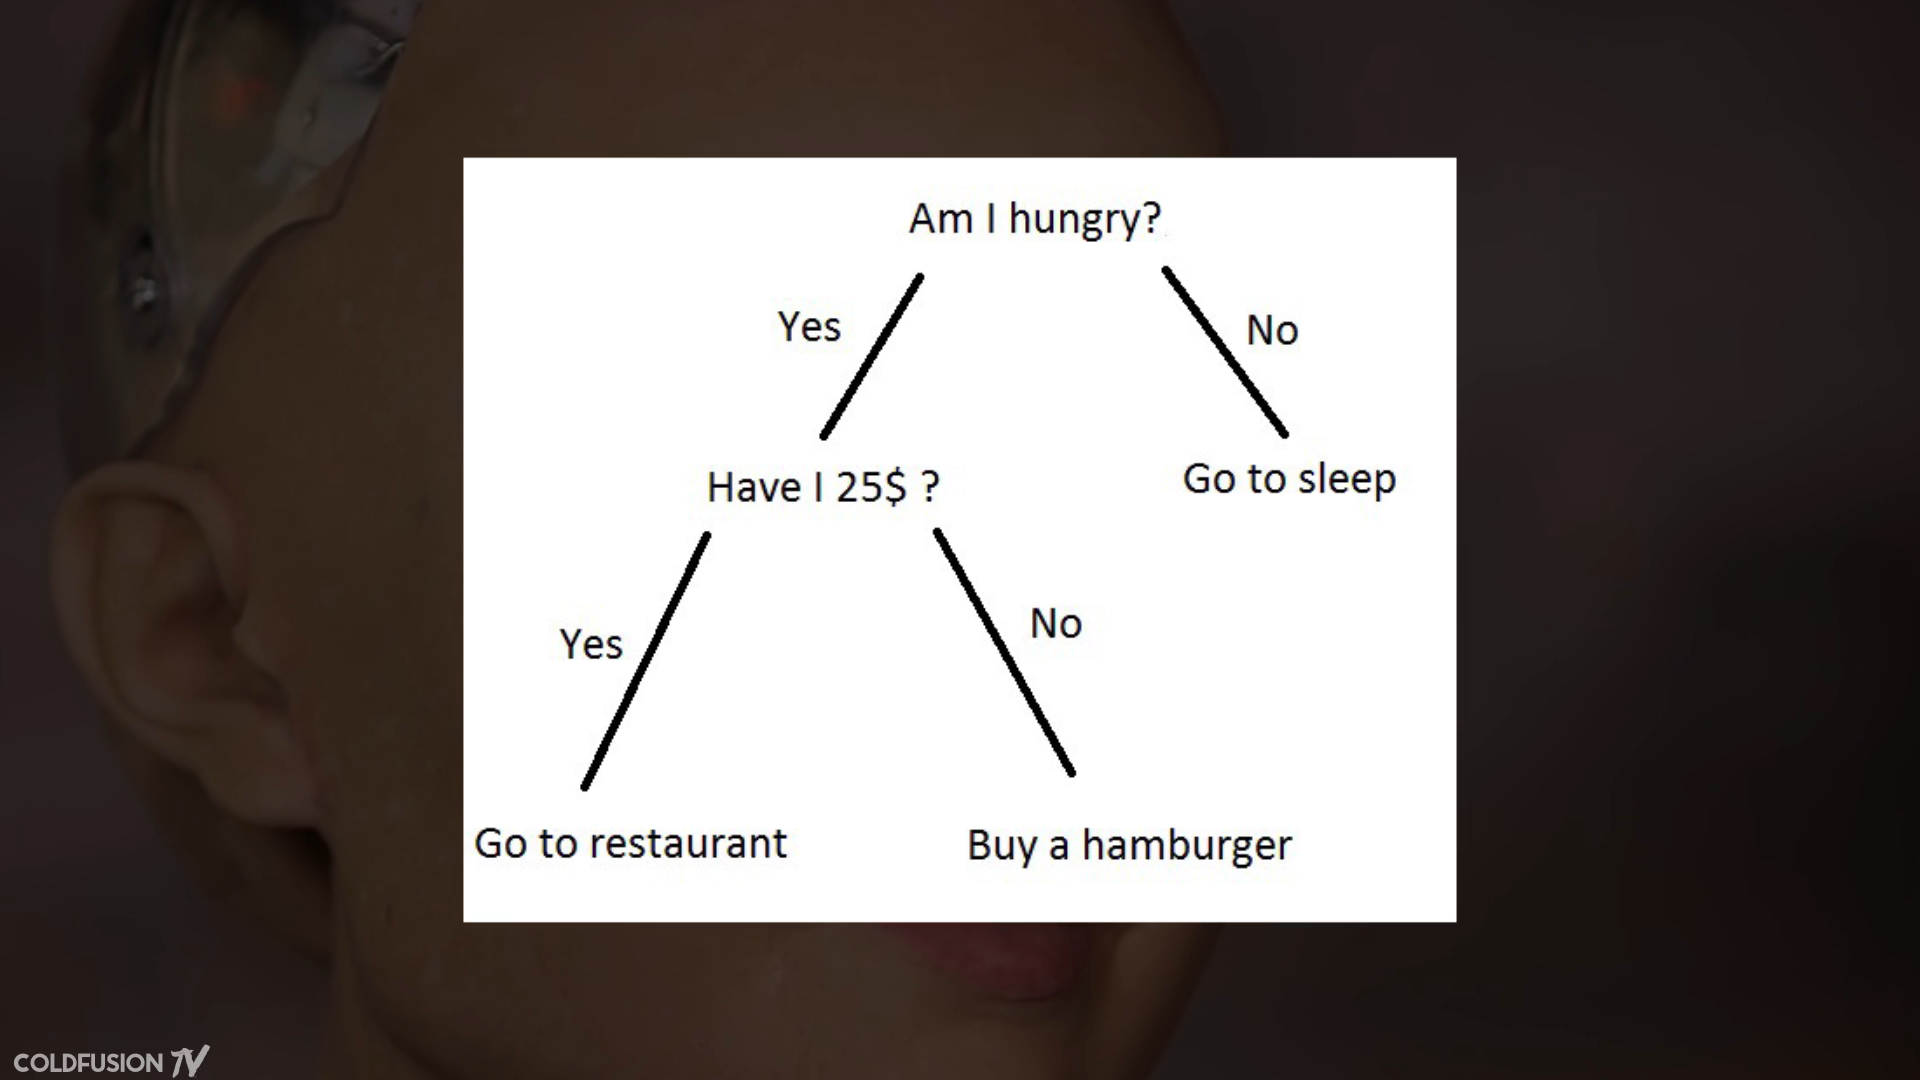 Am I hungry?
Yes
No
Have I 25$ ?
Go to sleep
Yes
No
Go to restaurant
Buy a hamburger
COLDFUSION TV